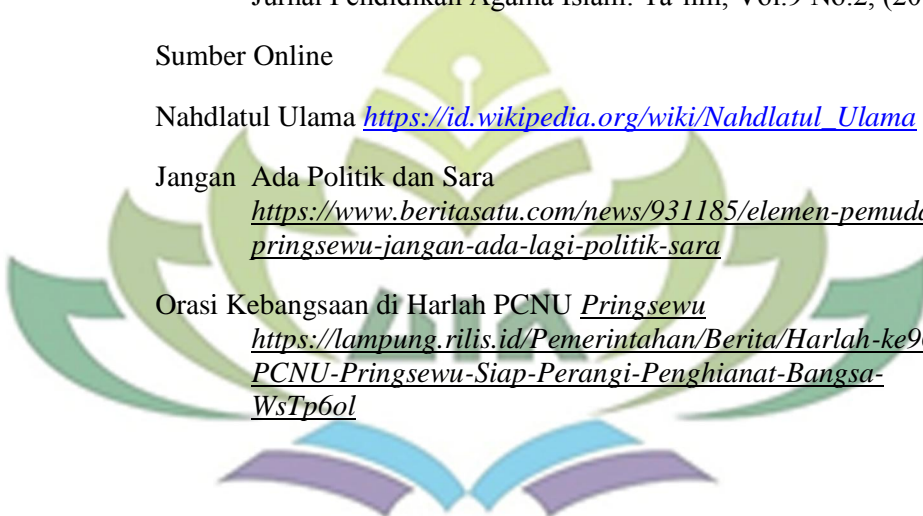 Jurnal Pendidikan Agama Islam: Ta'lim, Vol.9 No.2, (20
Sumber Online
Nahdlatul Ulama https://id.wikipedia.org/wiki/Nahdlatul_Ulama
Jangan Ada Politik dan Sara
https://www.beritasatu.com/news/931185/elemen-pemuda
pringsewu-jangan-ada-lagi-politik-sara
Orasi Kebangsaan di Harlah PCNU Pringsewu
https://lampung.rilis.id/Pemerintahan/Berita/Harlah-ke9
PCNU-Pringsewu-Siap-Perangi-Penghianat-Bangsa-
WsTp6ol